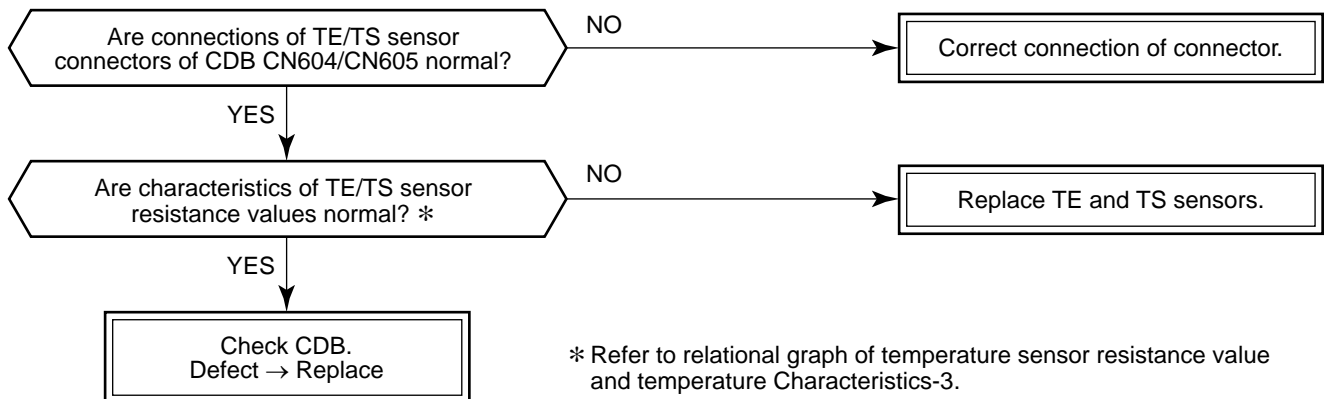 Are connections of TE/TS sensor
connectors of CDB CN604/CN605 normal?
NO
Correct connection of connector.
YES
Are characteristics of TE/TS sensor
resistance values normal? *
NO
Replace TE and TS sensors.
YES
Check CDB.
Defect → Replace
* Refer to relational graph of temperature sensor resistance value
and temperature Characteristics-3.